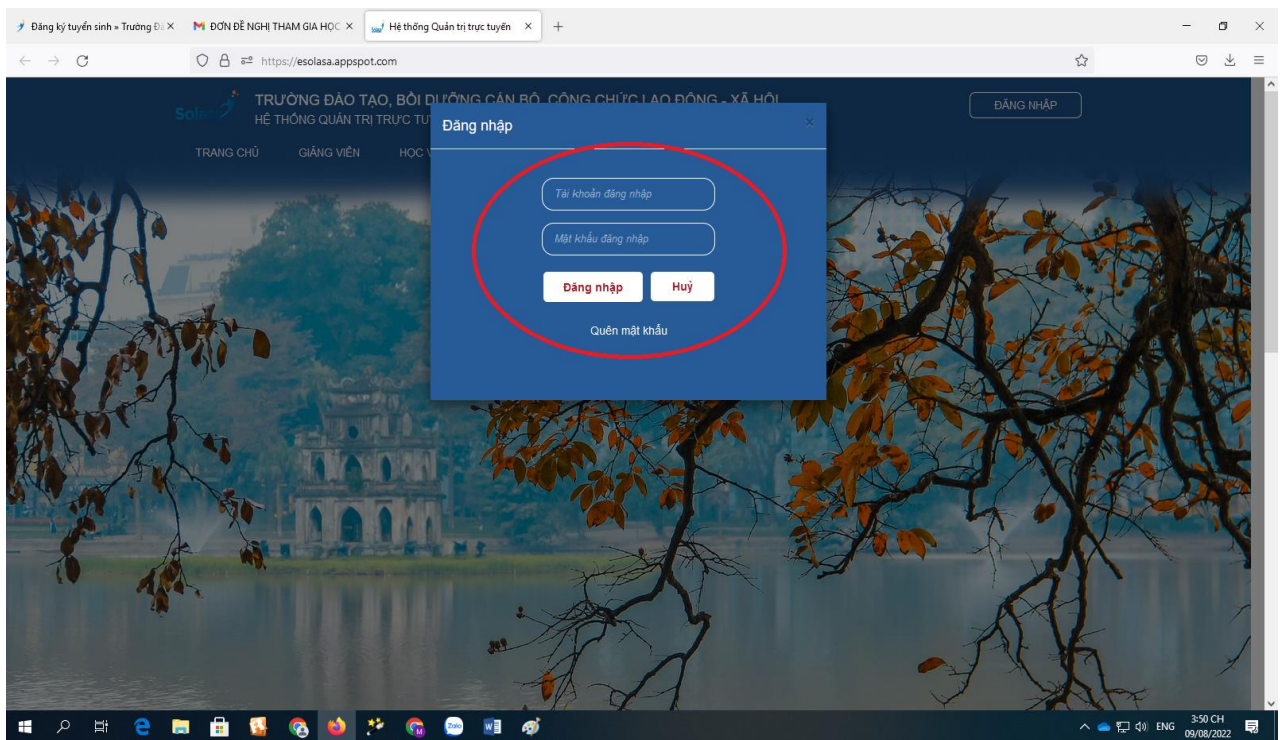 Đăng ký tuyển sinh » Trường Đà
ĐƠN ĐỀ NGHỊ THAM GIA HỌC
Hệ thống Quản trị trực tuyến
https://esolasa.appspot.com
TRƯỜNG ĐÀO TẠO, BỒI DƯỠNG CÁN BỘ, CÔNG CHỨC LAO ĐỘNG - XÃ HỘI
HỆ THỐNG QUẢN TRỊ TRỰC TU
ĐĂNG NHẬP
TRANG CHỦ
GIẢNG VIÊN
HỌC V
Đăng nhập
Tài khoản đăng nhập
Mật khẩu đăng nhập
Đăng nhập
Huỷ
Quên mật khẩu
Zalo
ENG
3:50 CH
09/08/2022